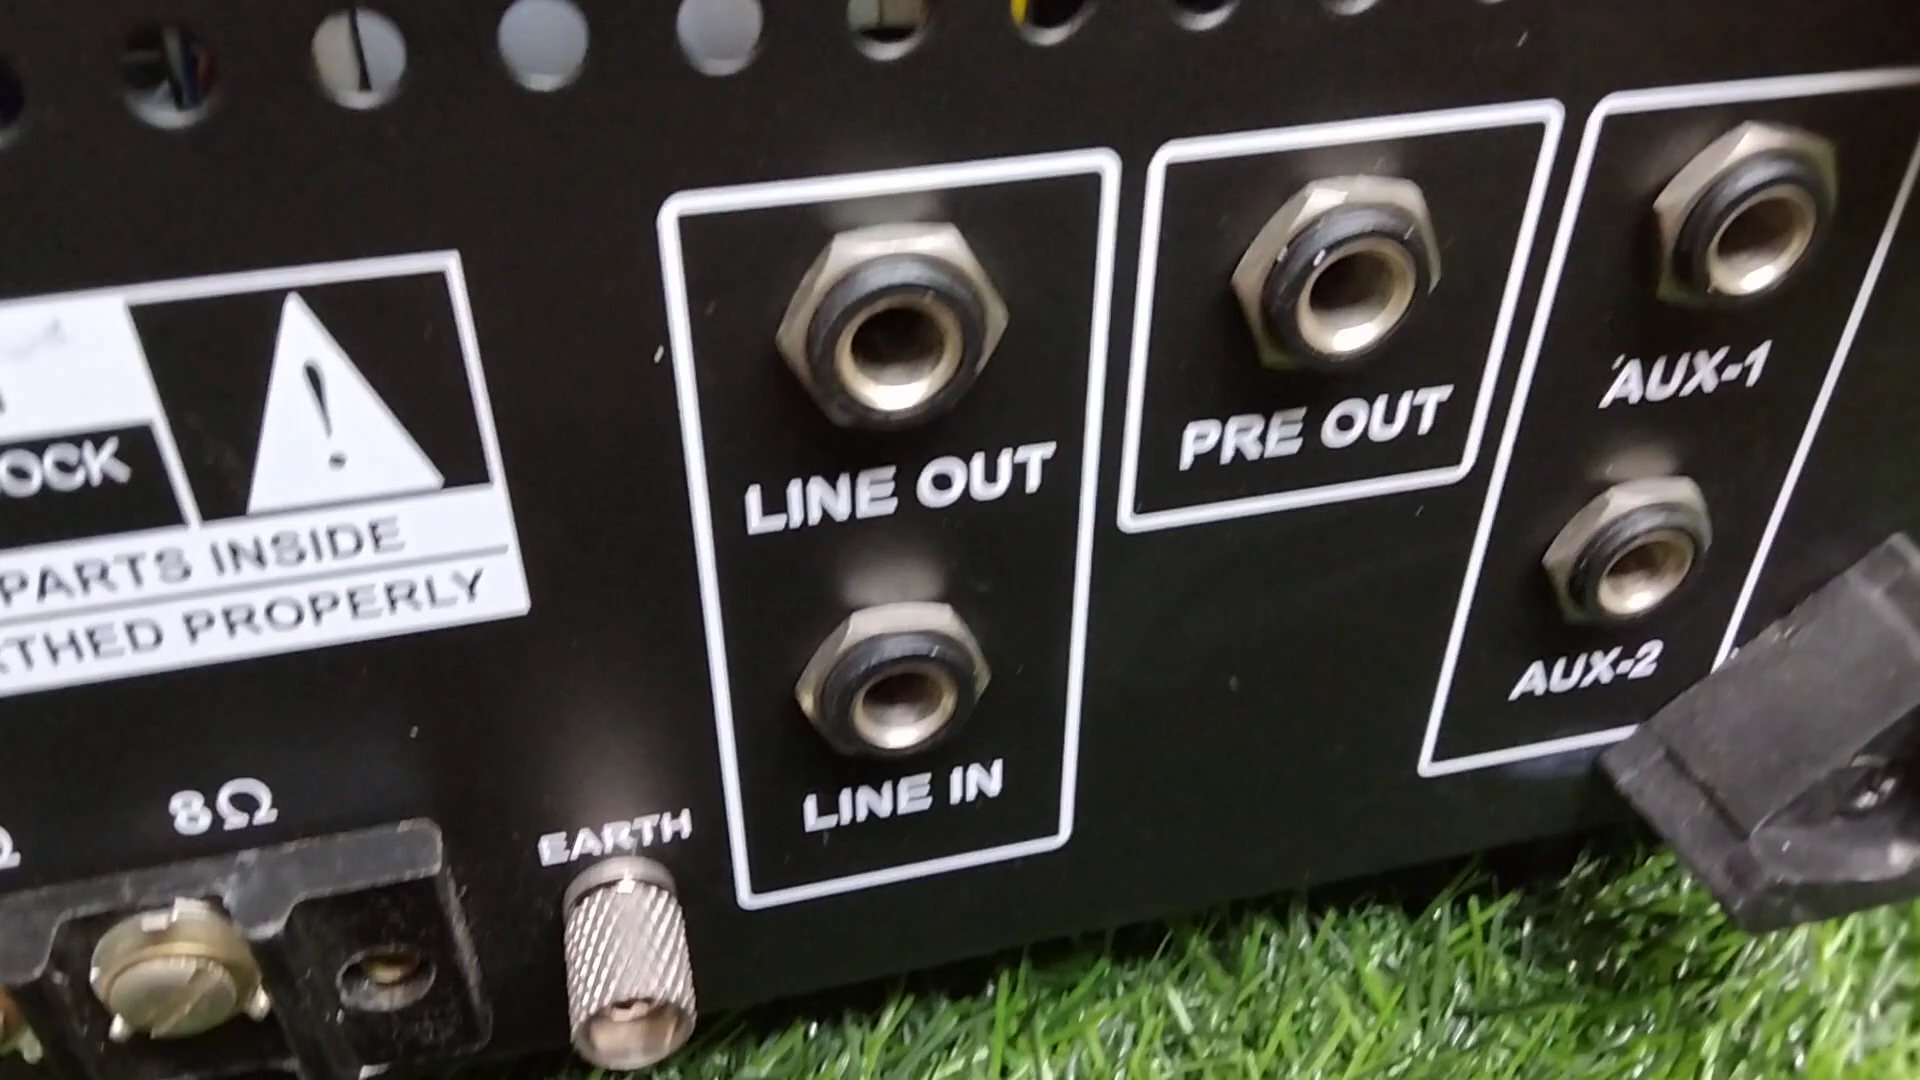 OCK
!
PARTS INSIDE
THED PROPERLY
LINE OUT
PRE OUT
AUX-1
AUX-2
LINE IN
8Ω
Ω
EARTH